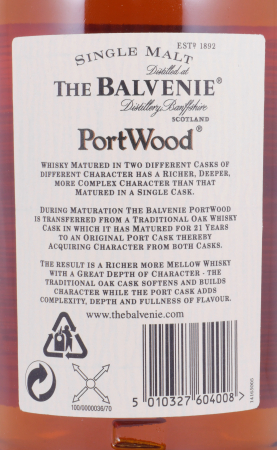 ESTD 1892
SINGLE MALT
Distilled at
THE BALVENIE®
Distillery, Banffshire
SCOTLAND
PortWood®
WHISKY MATURED IN TWO DIFFERENT CASKS OF
DIFFERENT CHARACTER HAS A RICHER, DEEPER,
MORE COMPLEX CHARACTER THAN THAT
MATURED IN A SINGLE CASK.
DURING MATURATION THE BALVENIE PORTWOOD
IS TRANSFERRED FROM A TRADITIONAL OAK WHISKY
CASK IN WHICH IT HAS MATURED FOR 21 YEARS
TO AN ORIGINAL PORT CASK THEREBY
ACQUIRING CHARACTER FROM BOTH CASKS.
THE RESULT IS A RICHER MORE MELLOW WHISKY
WITH A GREAT DEPTH OF CHARACTER - THE
TRADITIONAL OAK CASK SOFTENS AND BUILDS
CHARACTER WHILE THE PORT CASK ADDS
COMPLEXITY, DEPTH AND FULLNESS OF FLAVOUR.
www.thebalvenie.com
100/0000036/70
5 010327 604008 >